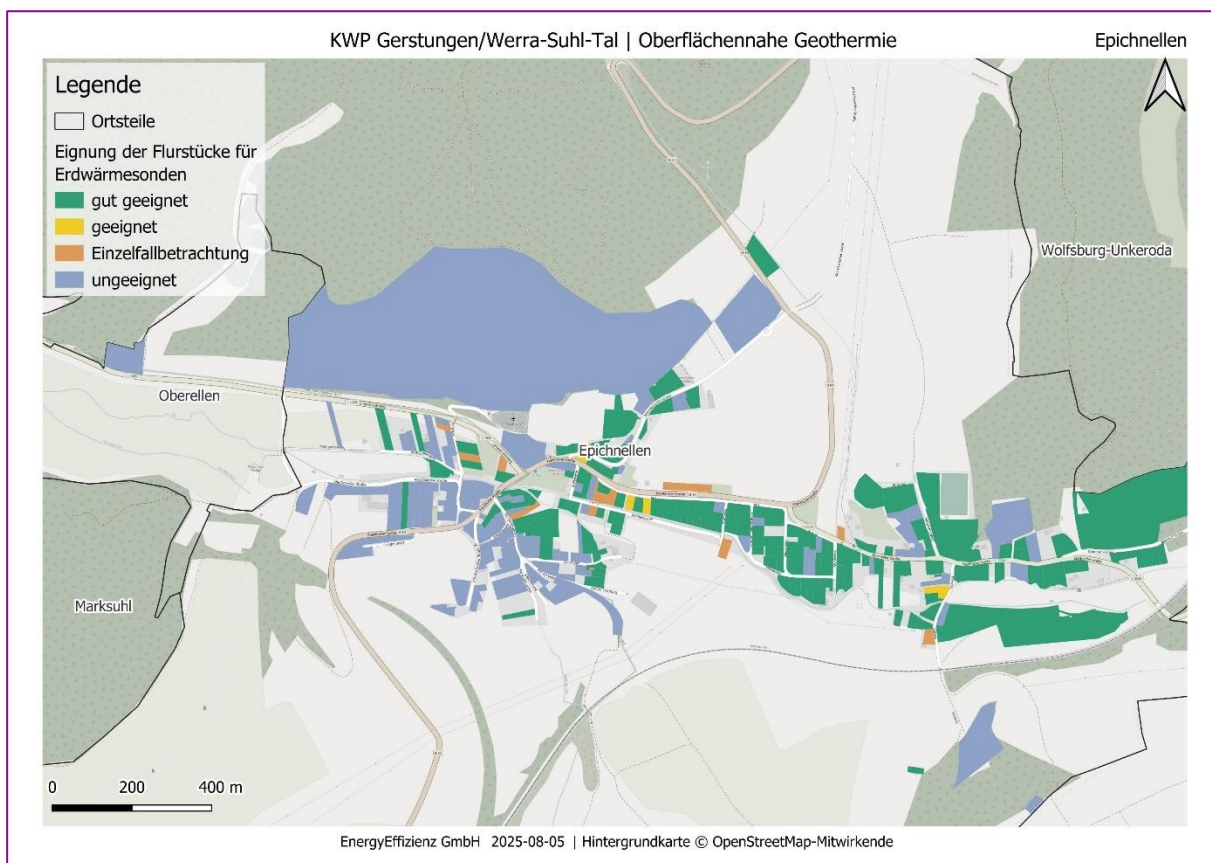 KWP Gerstungen/Werra-Suhl-Tal | Oberflächennahe Geothermie
Epichnellen
Legende
Ortsteile
Eignung der Flurstücke für
Erdwärmesonden
gut geeignet
geeignet
Einzelfallbetrachtung
ungeeignet
Wolfsburg-Unkeroda
Oberellen
Epichnellen
Marksuhl
0 200 400 m
EnergyEffizienz GmbH 2025-08-05 | Hintergrundkarte © OpenStreetMap-Mitwirkende